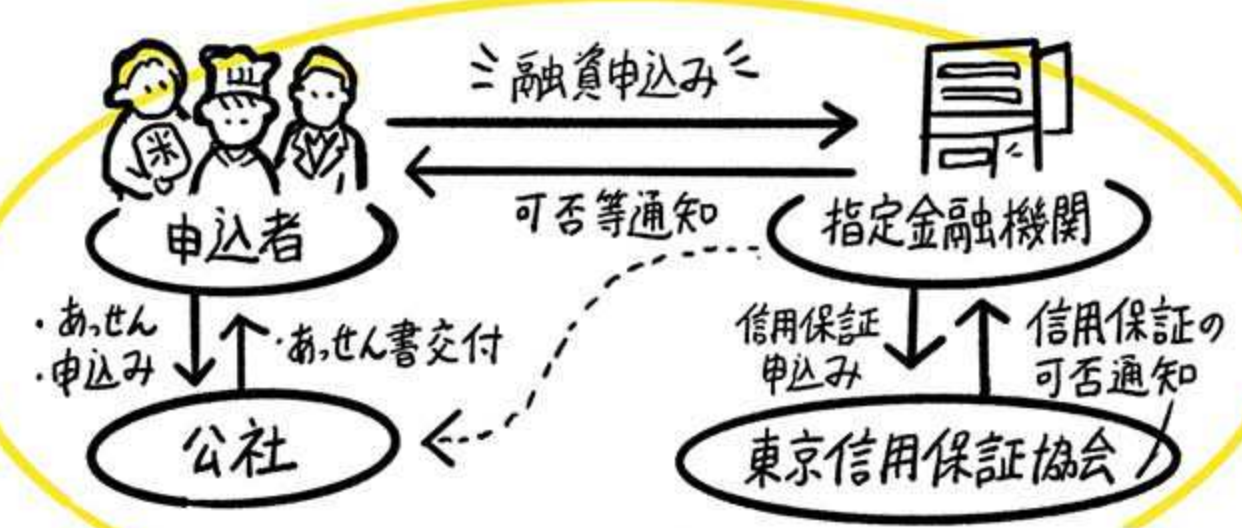 融資申込み
可否等通知
米
申込者
指定金融機関
・あっせん
・申込み
・あっせん書交付
信用保証
申込み
信用保証の
可否通知
公社
東京信用保証協会